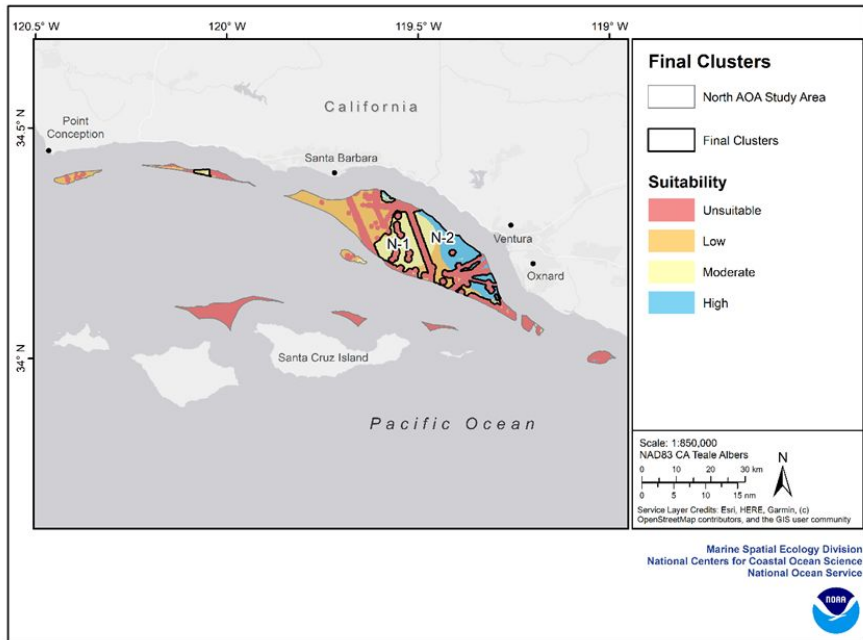 120.5° W
120° W
119.5° W
119° W
34.5° N
34° N
California
Point
Conception
Santa Barbara
Ventura
Oxnard
N-1
N-2
Santa Cruz Island
Pacific Ocean
Final Clusters
North AOA Study Area
Final Clusters
Suitability
Unsuitable
Low
Moderate
High
Scale: 1:850,000
NAD83 CA Teale Albers
N
0 10 20 30 km
0 5 10 15 nm
Service Layer Credits: Esri, HERE, Garmin, (c)
OpenStreetMap contributors, and the GIS user community
Marine Spatial Ecology Division
National Centers for Coastal Ocean Science
National Ocean Service
NOAA